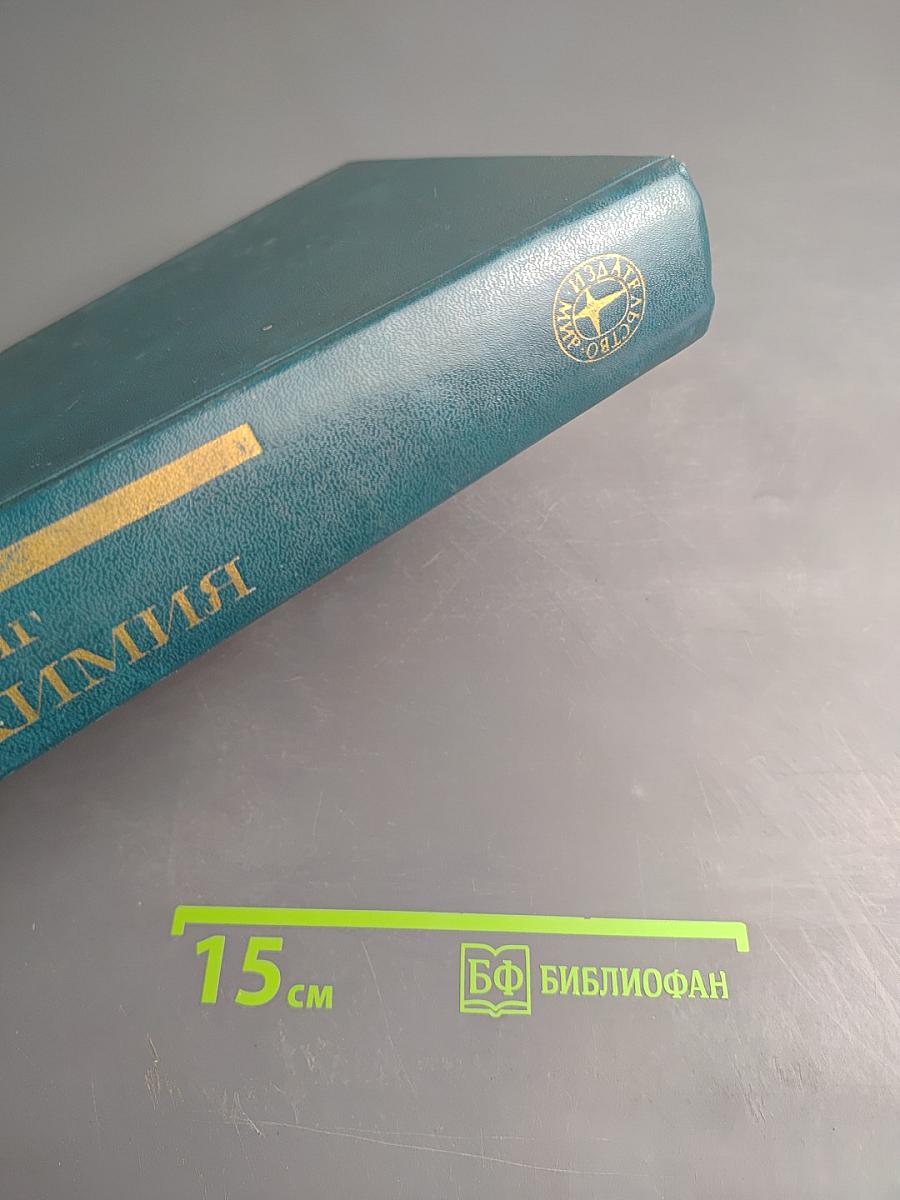 ИЗДАТЕЛЬСТВО · МИР ·
ХИМИЯ
15 см
БФ БИБЛИОФАН